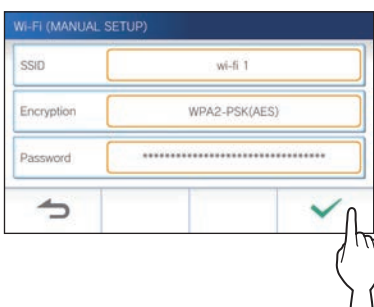 Wi-Fi (MANUAL SETUP)
SSID wi-fi 1
Encryption WPA2-PSK(AES)
Password **********************************